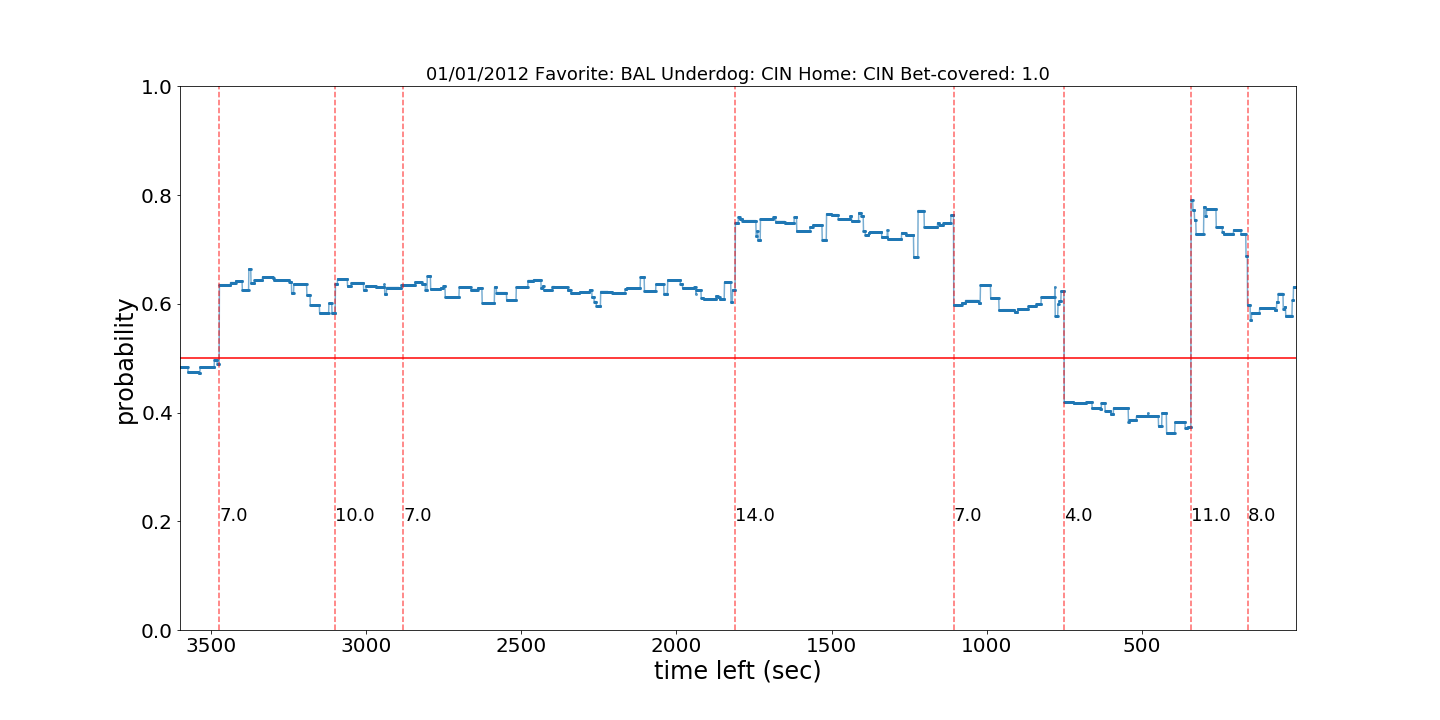 01/01/2012 Favorite: BAL Underdog: CIN Home: CIN Bet-covered: 1.0
1.0
0.8
0.6
0.4
0.2
0.0
probability
7.0 10.0 7.0 14.0 7.0 4.0 11.0 8.0
3500 3000 2500 2000 1500 1000 500
time left (sec)